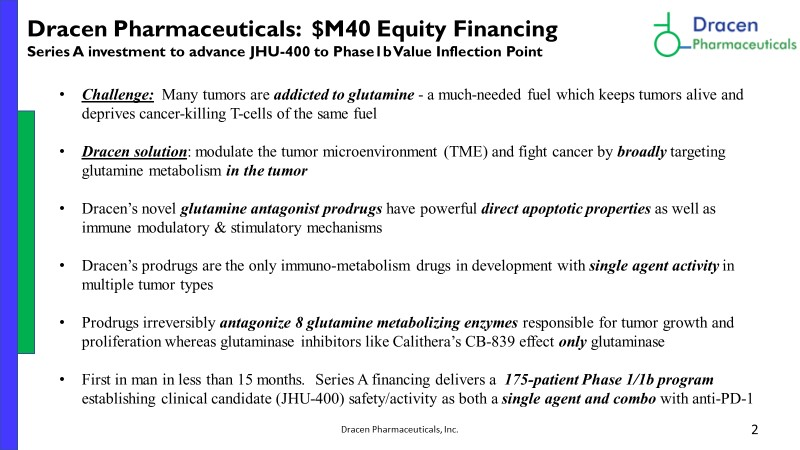 Dracen Pharmaceuticals: $M40 Equity Financing
Series A investment to advance JHU-400 to Phase1b Value Inflection Point
Dracen
Pharmaceuticals
• Challenge: Many tumors are addicted to glutamine - a much-needed fuel which keeps tumors alive and
deprives cancer-killing T-cells of the same fuel
• Dracen solution: modulate the tumor microenvironment (TME) and fight cancer by broadly targeting
glutamine metabolism in the tumor
• Dracen’s novel glutamine antagonist prodrugs have powerful direct apoptotic properties as well as
immune modulatory & stimulatory mechanisms
• Dracen’s prodrugs are the only immuno-metabolism drugs in development with single agent activity in
multiple tumor types
• Prodrugs irreversibly antagonize 8 glutamine metabolizing enzymes responsible for tumor growth and
proliferation whereas glutaminase inhibitors like Calithera’s CB-839 effect only glutaminase
• First in man in less than 15 months. Series A financing delivers a 175-patient Phase 1/1b program
establishing clinical candidate (JHU-400) safety/activity as both a single agent and combo with anti-PD-1
Dracen Pharmaceuticals, Inc.
2